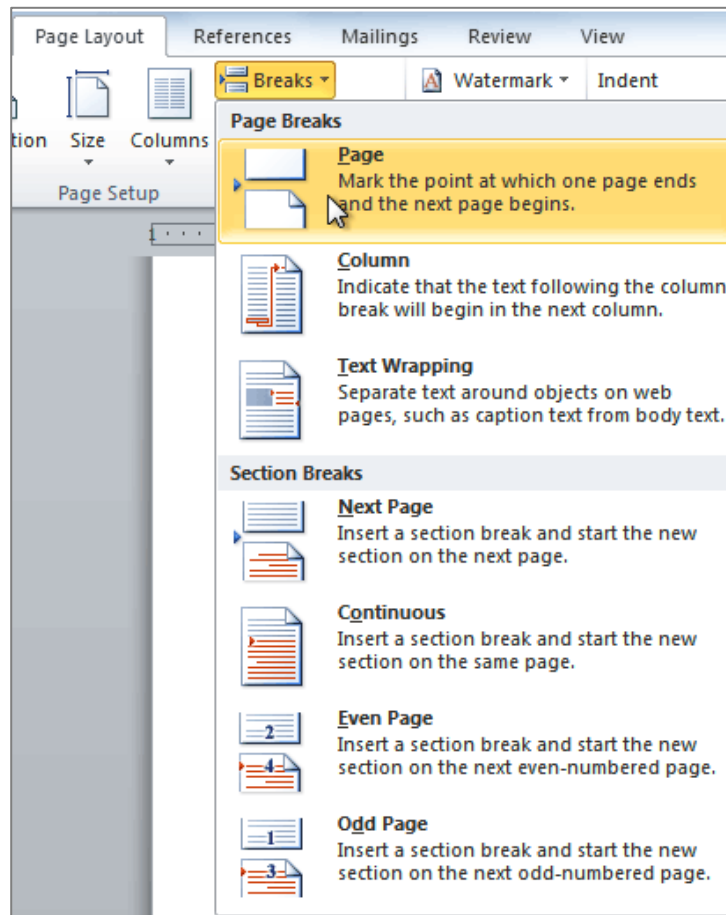 Page Layout References Mailings Review View
Breaks Watermark Indent
tion Size Columns
Page Setup
1
Page Breaks
Page
Mark the point at which one page ends
and the next page begins.
Column
Indicate that the text following the column
break will begin in the next column.
Text Wrapping
Separate text around objects on web
pages, such as caption text from body text.
Section Breaks
Next Page
Insert a section break and start the new
section on the next page.
Continuous
Insert a section break and start the new
section on the same page.
Even Page
2
Insert a section break and start the new
4
section on the next even-numbered page.
Odd Page
1
Insert a section break and start the new
3
section on the next odd-numbered page.